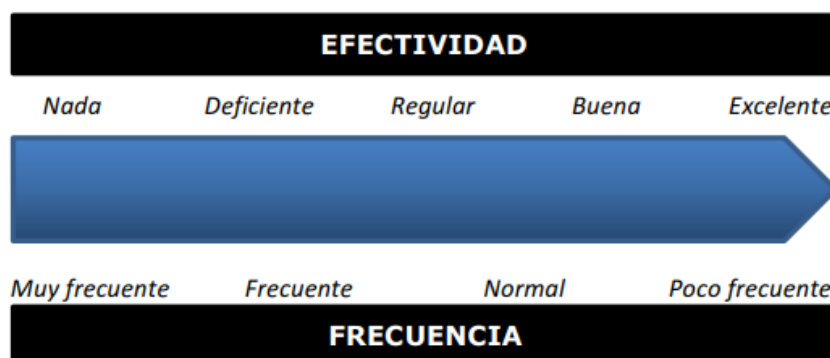 EFECTIVIDAD
Nada Deficiente Regular Buena Excelente
Muy frecuente Frecuente Normal Poco frecuente
FRECUENCIA